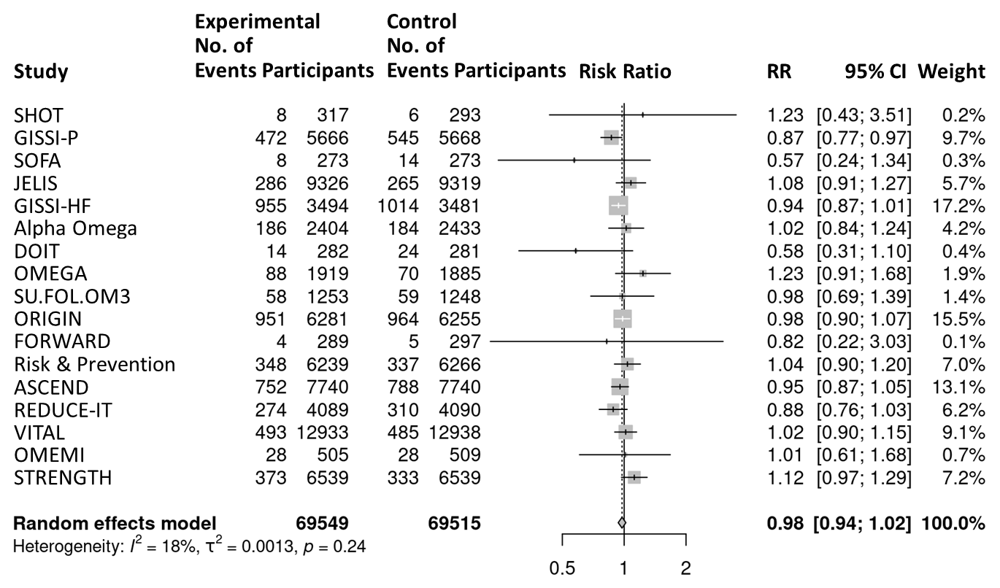 Experimental Control
No. of No. of
Study Events Participants Events Participants Risk Ratio RR 95% CI Weight
SHOT 8 317 6 293 1.23 [0.43; 3.51] 0.2%
GISSI-P 472 5666 545 5668 0.87 [0.77; 0.97] 9.7%
SOFA 8 273 14 273 0.57 [0.24; 1.34] 0.3%
JELIS 286 9326 265 9319 1.08 [0.91; 1.27] 5.7%
GISSI-HF 955 3494 1014 3481 0.94 [0.87; 1.01] 17.2%
Alpha Omega 186 2404 184 2433 1.02 [0.84; 1.24] 4.2%
DOIT 14 282 24 281 0.58 [0.31; 1.10] 0.4%
OMEGA 88 1919 70 1885 1.23 [0.91; 1.68] 1.9%
SU.FOL.OM3 58 1253 59 1248 0.98 [0.69; 1.39] 1.4%
ORIGIN 951 6281 964 6255 0.98 [0.90; 1.07] 15.5%
FORWARD 4 289 5 297 0.82 [0.22; 3.03] 0.1%
Risk & Prevention 348 6239 337 6266 1.04 [0.90; 1.20] 7.0%
ASCEND 752 7740 788 7740 0.95 [0.87; 1.05] 13.1%
REDUCE-IT 274 4089 310 4090 0.88 [0.76; 1.03] 6.2%
VITAL 493 12933 485 12938 1.02 [0.90; 1.15] 9.1%
OMEMI 28 505 28 509 1.01 [0.61; 1.68] 0.7%
STRENGTH 373 6539 333 6539 1.12 [0.97; 1.29] 7.2%
Random effects model 69549 69515 0.98 [0.94; 1.02] 100.0%
Heterogeneity: I² = 18%, τ² = 0.0013, p = 0.24
0.5 1 2